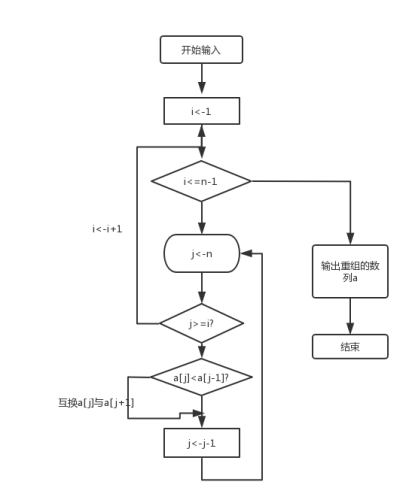 开始输入
i<-1
i<=n-1
i<-i+1
j<-n
输出重组的数
列a
j>=i?
结束
a[j]<a[j-1]?
互换a[j]与a[j+1]
j<-j-1